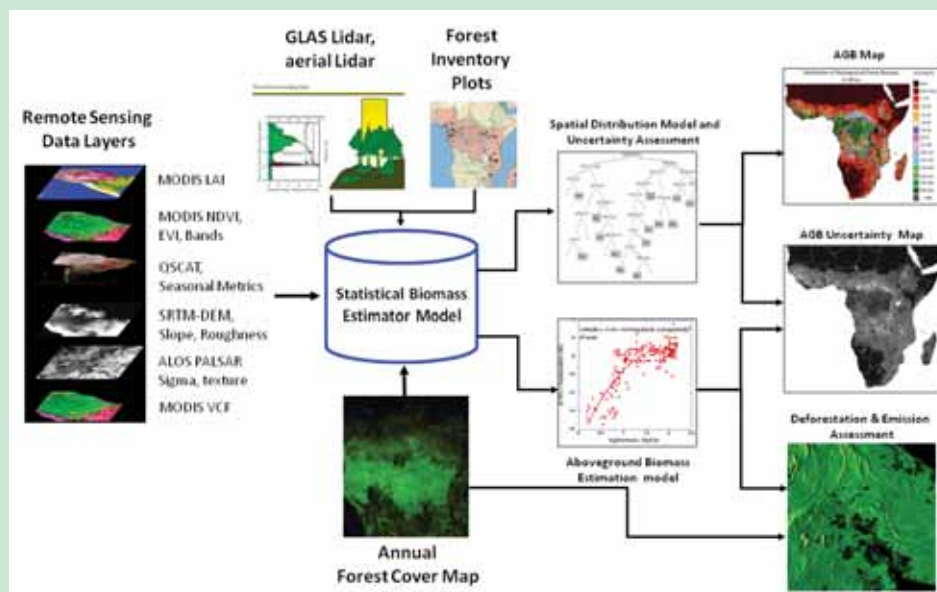 GLAS Lidar,
aerial Lidar
Forest
Inventory
Plots
AGB Map
Remote Sensing
Data Layers
Spatial Distribution Model and
Uncertainty Assessment
MODIS LAI
MODIS NDVI,
EVI, Bands
QSCAT,
Seasonal Metrics
SRTM-DEM,
Slope, Roughness
ALOS PALSAR
Sigma, texture
MODIS VCF
Statistical Biomass
Estimator Model
AGB Uncertainty Map
Aboveground Biomass
Estimation model
Deforestation & Emission
Assessment
Annual
Forest Cover Map